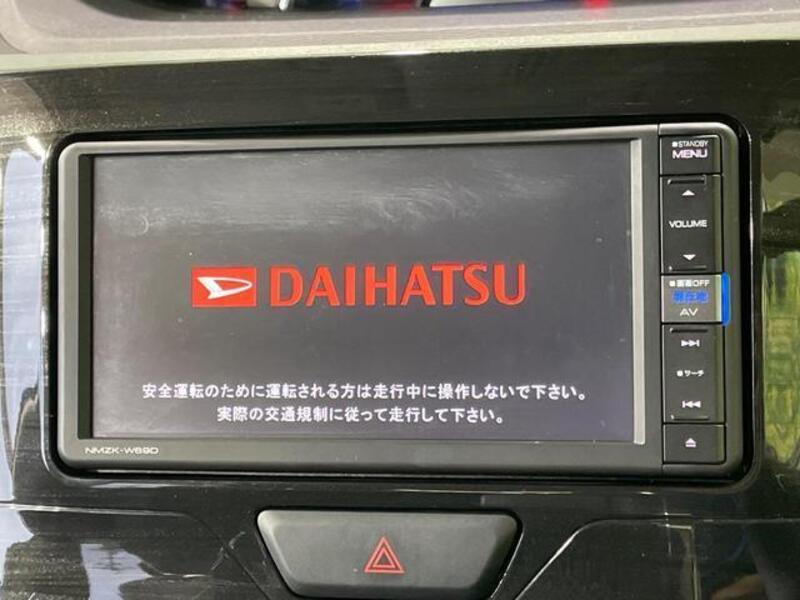 ■STANDBY
MENU
VOLUME
DAIHATSU
■画面OFF
現在地
AV
■サーチ
安全運転のために運転される方は走行中に操作しないで下さい。
実際の交通規制に従って走行して下さい。
NMZK-W69D